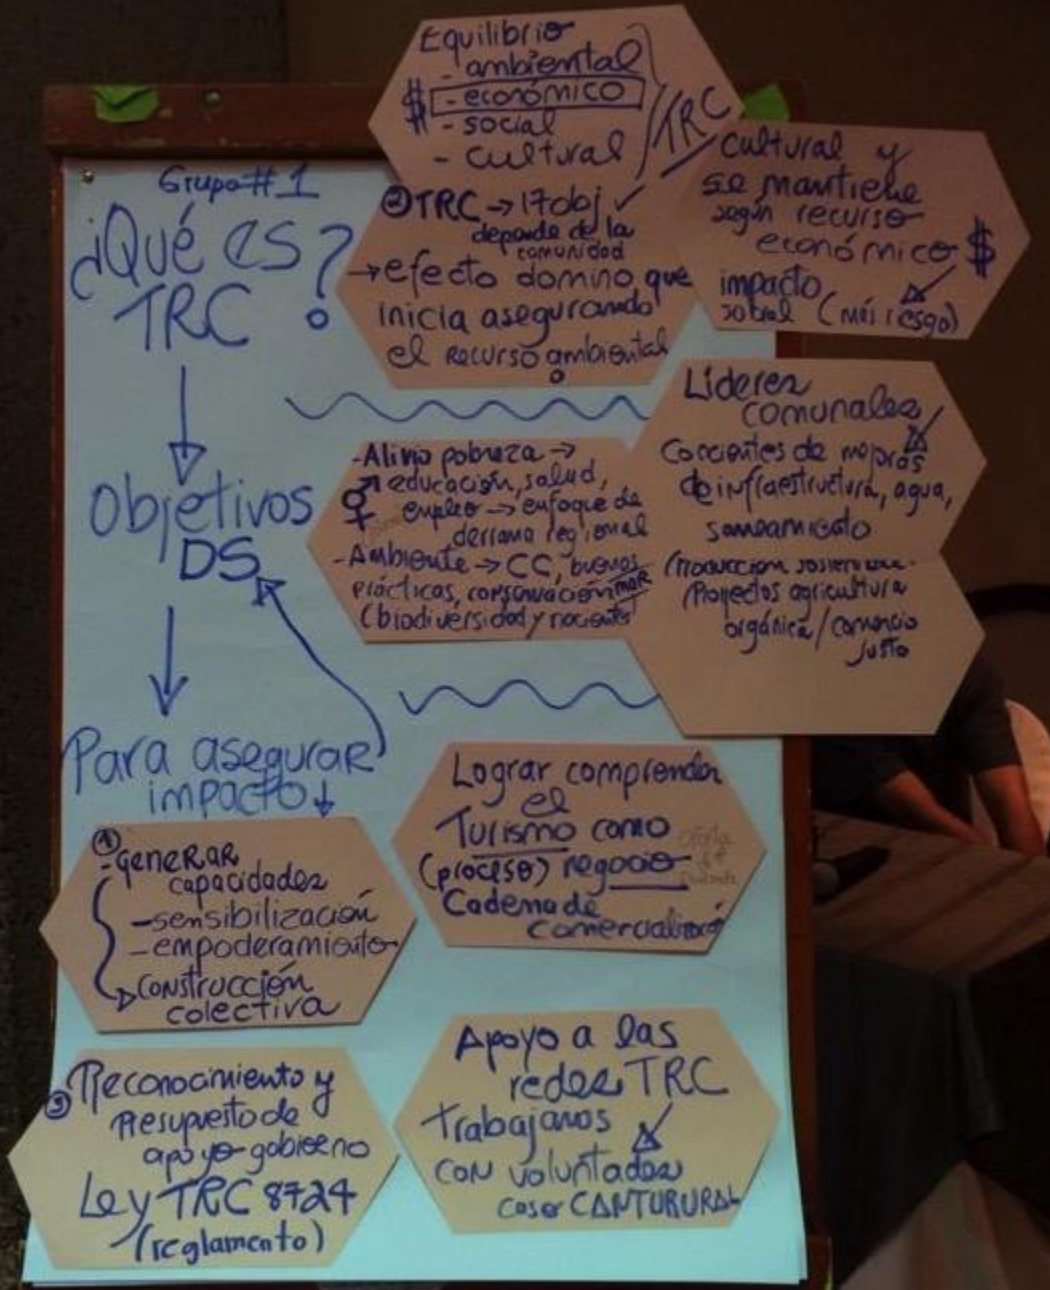 Grupo #1
¿Qué es
TRC ?
Equilibrio
- ambiental
$ - económico
- social
- cultural
TRC
② TRC → 17 obj ✓
depende de la
comunidad
→ efecto domino que
inicia asegurando
el recurso ambiental
cultural y
se mantiene
según recurso
económico $
impacto
social (más riesgo)
Objetivos
DS
- Alivio pobreza →
educación, salud,
empleo → enfoque de
derrama regional
- Ambiente → CC, buenas
prácticas, conservación mar
(biodiversidad y
Líderes
comunales
Concientes de mejoras
de infraestructura, agua,
saneamiento
(Producción sostenible.
(Proyectos agricultura
orgánica / comercio
justo
Para asegurar
impacto ↓
①
- generar
capacidades
- sensibilización
- empoderamiento
construcción
colectiva
Lograr comprender
el
Turismo como
(proceso) negocio
Cadena de
comercialización
③ Reconocimiento y
Presupuesto de
apoyo gobierno
Ley TRC 8724
(reglamento)
Apoyo a las
redes TRC
Trabajamos
con voluntades
caso CANTURURAL